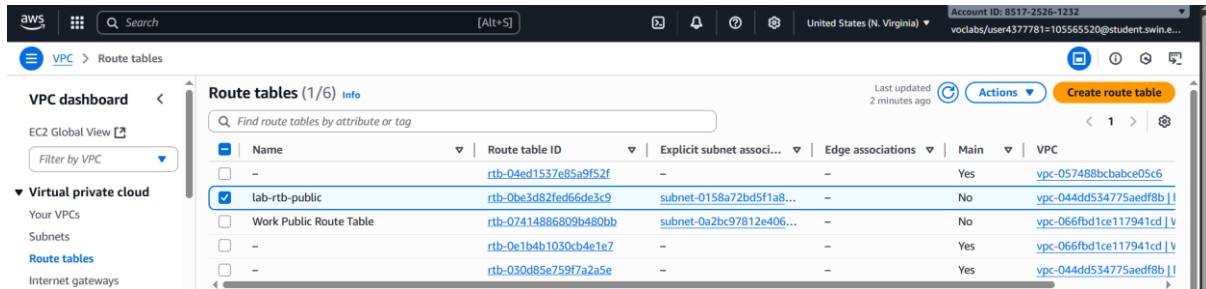 aws
Search [Alt+S] United States (N. Virginia) ▼ Account ID: 8517-2526-1232
voclabs/user4377781=105565520@student.swin.e...
VPC > Route tables
VPC dashboard
EC2 Global View
Filter by VPC
Virtual private cloud
Your VPCs
Subnets
Route tables
Internet gateways
Route tables (1/6) Info
Last updated
2 minutes ago
Actions ▼
Create route table
Find route tables by attribute or tag
1
Name Route table ID Explicit subnet associ... Edge associations Main VPC
– rtb-04ed1537e85a9f52f – – Yes vpc-057488bcbabce05c6
lab-rtb-public rtb-0be3d82fed66de3c9 subnet-0158a72bd5f1a8... – No vpc-044dd534775aedf8b |
Work Public Route Table rtb-07414886809b480bb subnet-0a2bc97812e406... – No vpc-066fbd1ce117941cd | W
– rtb-0e1b4b1030cb4e1e7 – – Yes vpc-066fbd1ce117941cd | W
– rtb-030d85e759f7a2a5e – – Yes vpc-044dd534775aedf8b |